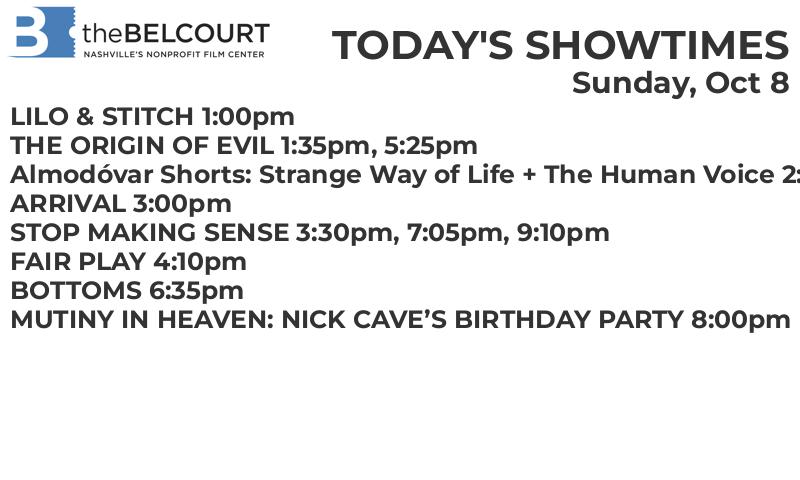 B theBELCOURT
NASHVILLE'S NONPROFIT FILM CENTER
TODAY'S SHOWTIMES
Sunday, Oct 8
LILO & STITCH 1:00pm
THE ORIGIN OF EVIL 1:35pm, 5:25pm
Almodóvar Shorts: Strange Way of Life + The Human Voice 2:
ARRIVAL 3:00pm
STOP MAKING SENSE 3:30pm, 7:05pm, 9:10pm
FAIR PLAY 4:10pm
BOTTOMS 6:35pm
MUTINY IN HEAVEN: NICK CAVE’S BIRTHDAY PARTY 8:00pm